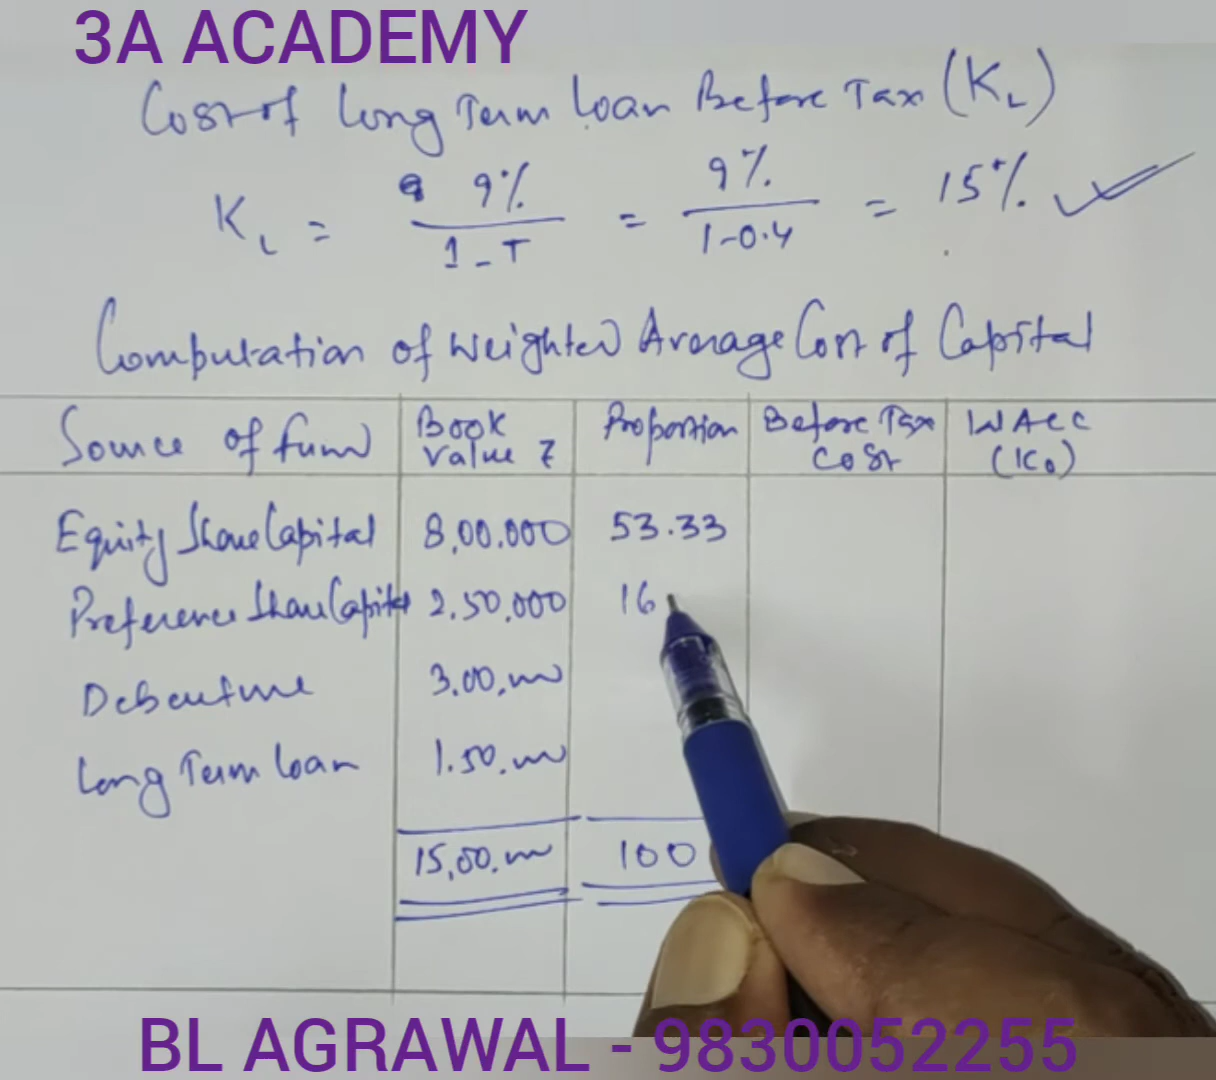 3A ACADEMY
Cost of Long Term Loan Before Tax (KL)
KL = 9% / 1 - T = 9% / 1-0.4 = 15%
Computation of Weighted Average Cost of Capital
Source of fund | Book Value ₹ | Proportion | Before Tax Cost | WACC (K0)
Equity Share Capital 8,00,000 53.33
Preference Share Capital 2,50,000 16
Debenture 3,00,000
Long Term Loan 1,50,000
15,00,000 100
BL AGRAWAL - 9830052255